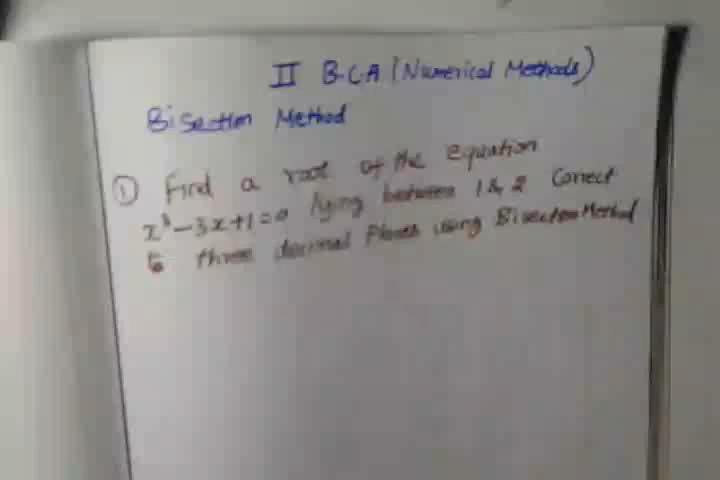 II B.C.A (Numerical Methods)
Bisection Method
① Find a root of the equation
x³-3x+1=0 lying between 1 & 2 Correct
to three decimal places using Bisection Method